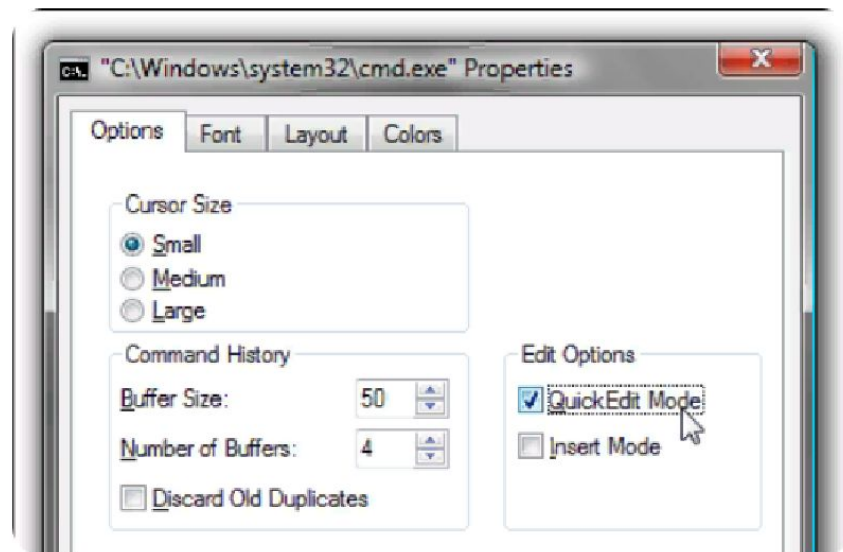 "C:\Windows\system32\cmd.exe" Properties
Options Font Layout Colors
Cursor Size
Small
Medium
Large
Command History
Buffer Size: 50
Number of Buffers: 4
Discard Old Duplicates
Edit Options
QuickEdit Mode
Insert Mode